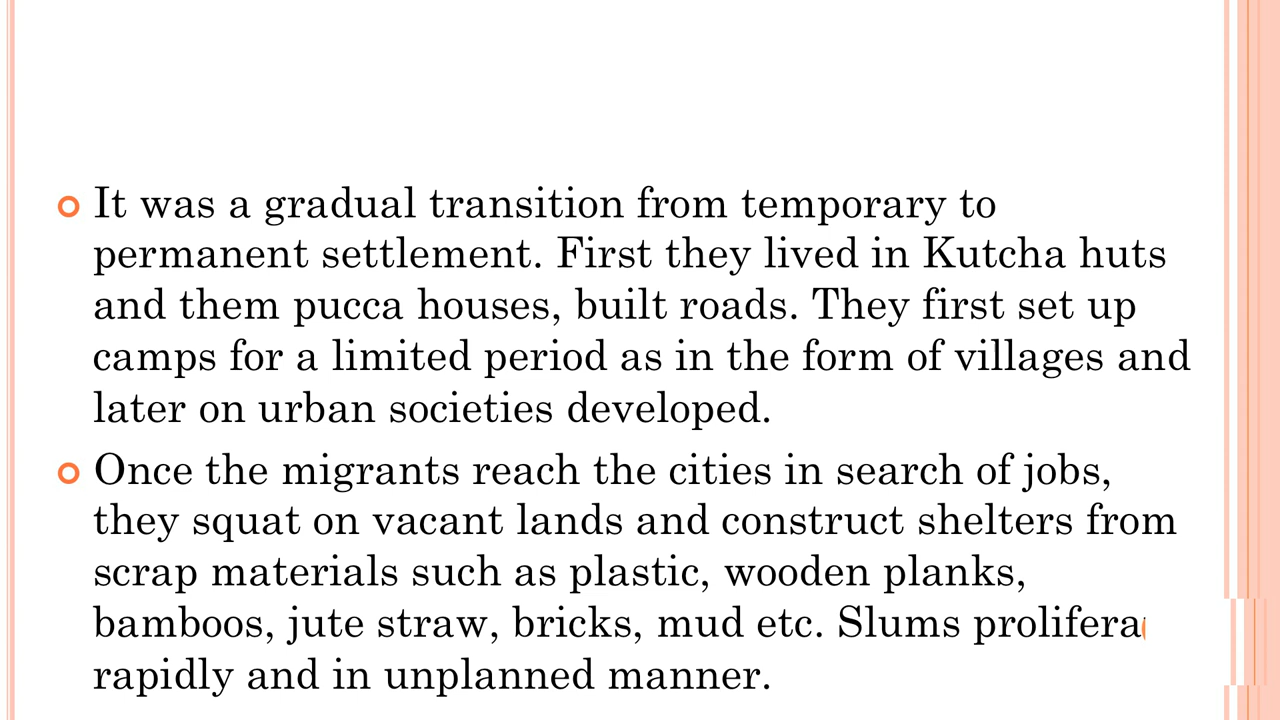 It was a gradual transition from temporary to
permanent settlement. First they lived in Kutcha huts
and them pucca houses, built roads. They first set up
camps for a limited period as in the form of villages and
later on urban societies developed.
Once the migrants reach the cities in search of jobs,
they squat on vacant lands and construct shelters from
scrap materials such as plastic, wooden planks,
bamboos, jute straw, bricks, mud etc. Slums prolifera
rapidly and in unplanned manner.